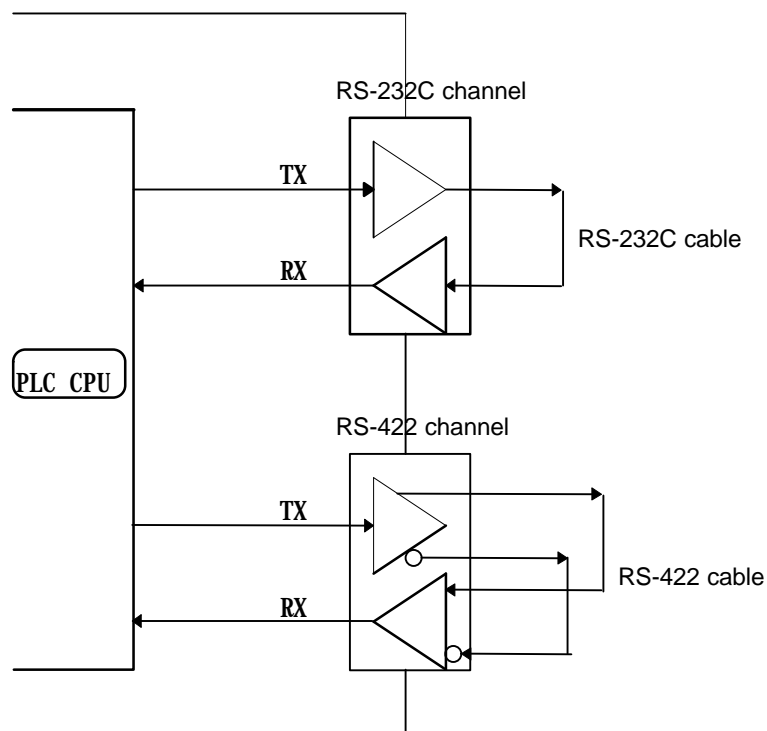 RS-232C channel
TX
RS-232C cable
RX
PLC CPU
RS-422 channel
TX
RS-422 cable
RX